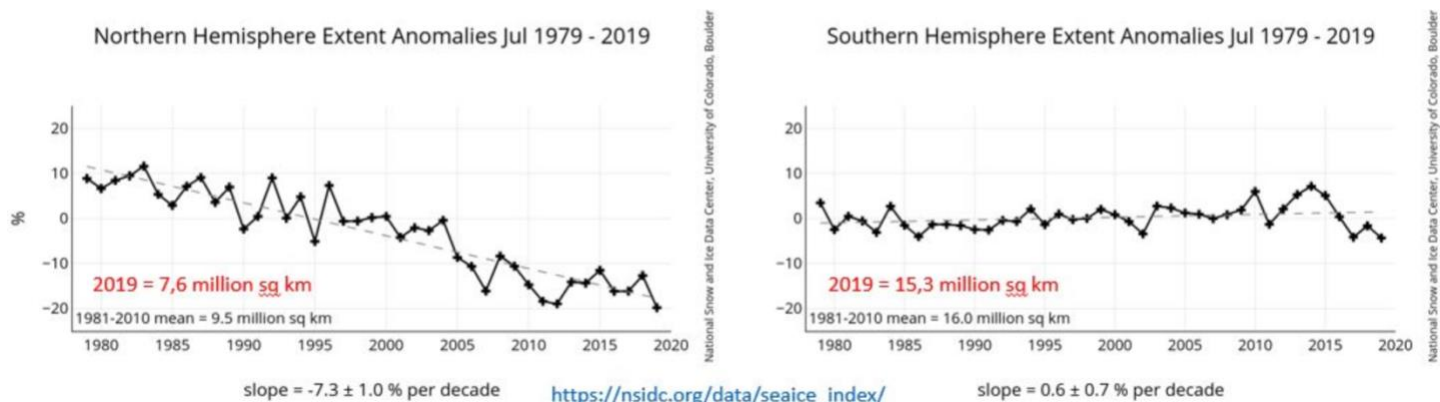 Northern Hemisphere Extent Anomalies Jul 1979 - 2019
%
20
10
0
−10
−20
2019 = 7,6 million sq km
1981-2010 mean = 9.5 million sq km
1980 1985 1990 1995 2000 2005 2010 2015 2020
slope = -7.3 ± 1.0 % per decade
National Snow and Ice Data Center, University of Colorado, Boulder
Southern Hemisphere Extent Anomalies Jul 1979 - 2019
20
10
0
−10
−20
2019 = 15,3 million sq km
1981-2010 mean = 16.0 million sq km
1980 1985 1990 1995 2000 2005 2010 2015 2020
slope = 0.6 ± 0.7 % per decade
National Snow and Ice Data Center, University of Colorado, Boulder
https://nsidc.org/data/seaice_index/